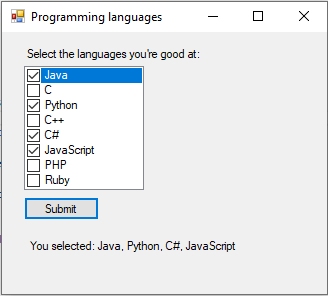 Programming languages
Select the languages you're good at:
Java
C
Python
C++
C#
JavaScript
PHP
Ruby
Submit
You selected: Java, Python, C#, JavaScript